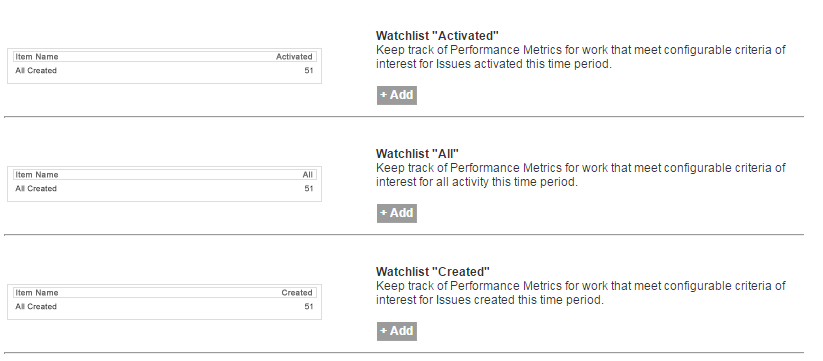 Watchlist "Activated"
Keep track of Performance Metrics for work that meet configurable criteria of
interest for Issues activated this time period.
Item Name Activated
All Created 51
+ Add
Watchlist "All"
Keep track of Performance Metrics for work that meet configurable criteria of
interest for all activity this time period.
Item Name All
All Created 51
+ Add
Watchlist "Created"
Keep track of Performance Metrics for work that meet configurable criteria of
interest for Issues created this time period.
Item Name Created
All Created 51
+ Add